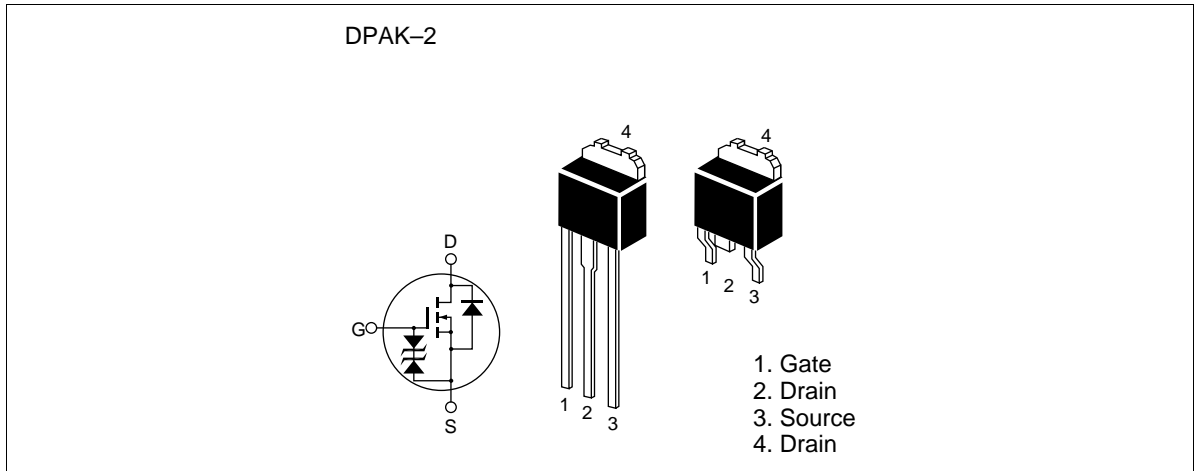 DPAK–2
4
4
D
G
S
1 2 3
1 2 3
1. Gate
2. Drain
3. Source
4. Drain